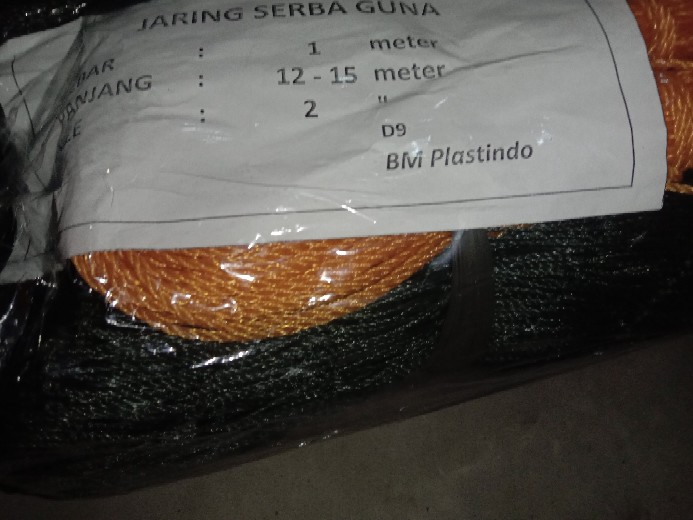 JARING SERBA GUNA
: 1 meter
PANJANG : 12 - 15 meter
: 2 "
D9
BM Plastindo